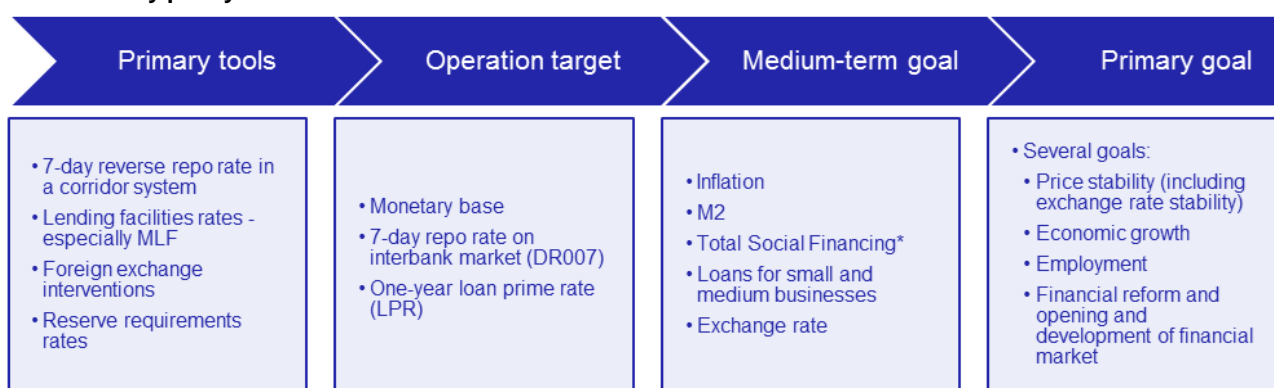 Primary tools
Operation target
Medium-term goal
Primary goal
• 7-day reverse repo rate in
a corridor system
• Lending facilities rates -
especially MLF
• Foreign exchange
interventions
• Reserve requirements
rates
• Monetary base
• 7-day repo rate on
interbank market (DR007)
• One-year loan prime rate
(LPR)
• Inflation
• M2
• Total Social Financing*
• Loans for small and
medium businesses
• Exchange rate
• Several goals:
• Price stability (including
exchange rate stability)
• Economic growth
• Employment
• Financial reform and
opening and
development of financial
market